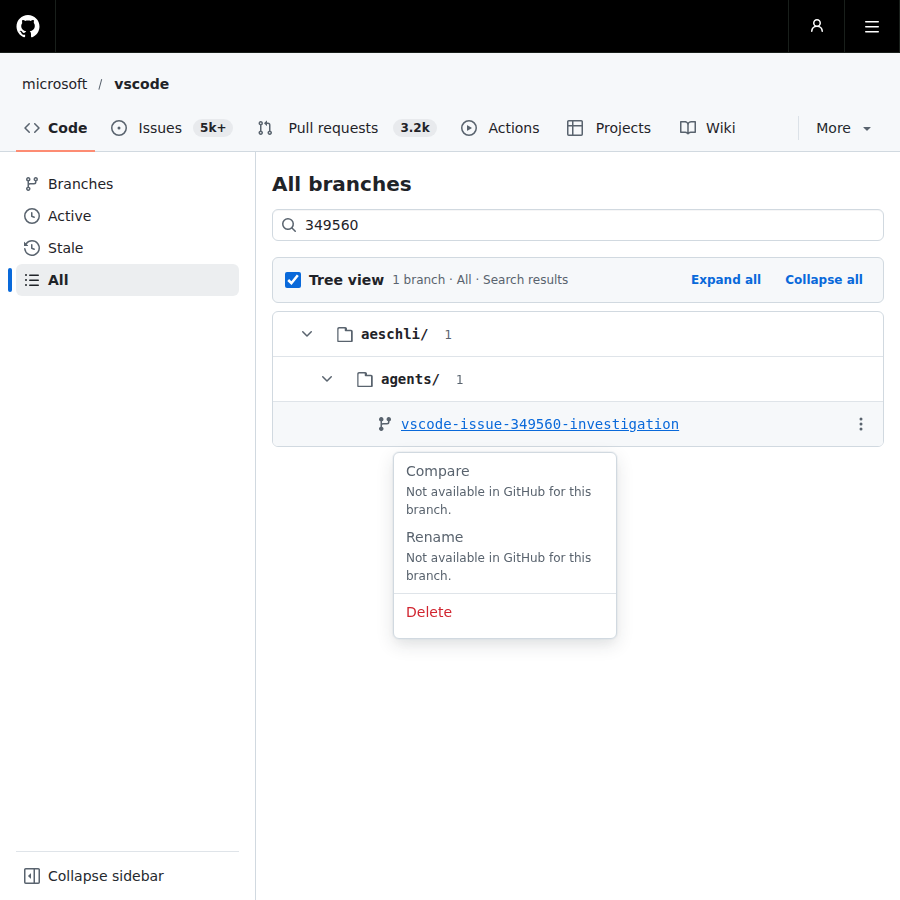 microsoft / vscode
Code Issues 5k+ Pull requests 3.2k Actions Projects Wiki More
Branches
Active
Stale
All
All branches
349560
Tree view 1 branch · All · Search results Expand all Collapse all
aeschli/ 1
agents/ 1
vscode-issue-349560-investigation
Compare
Not available in GitHub for this
branch.
Rename
Not available in GitHub for this
branch.
Delete
Collapse sidebar